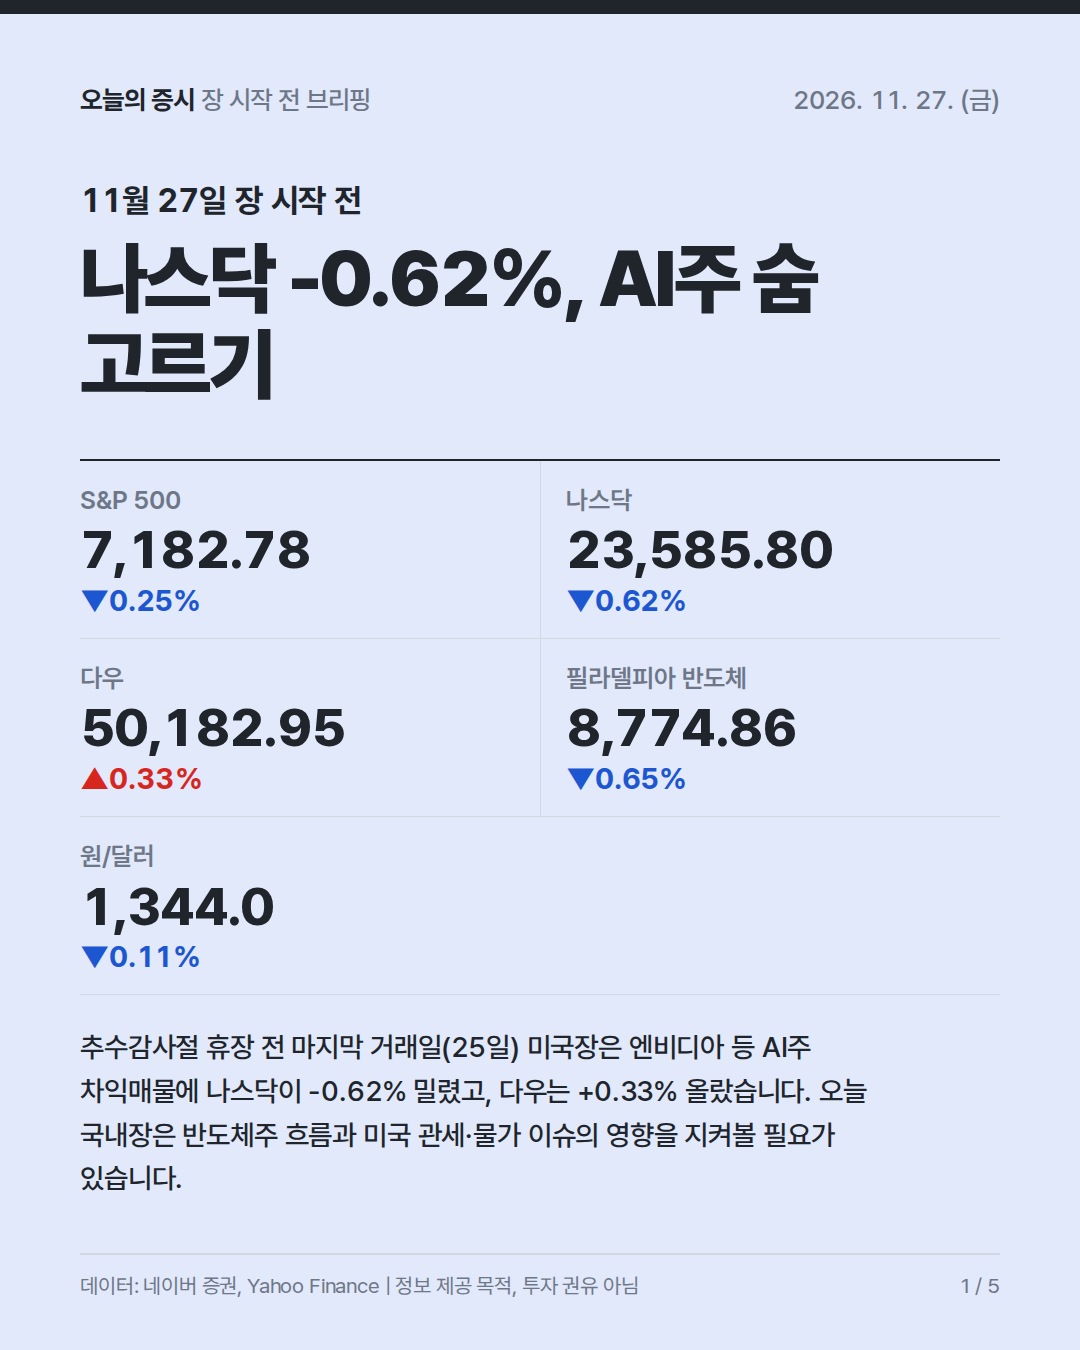 오늘의 증시 장 시작 전 브리핑
2026. 11. 27. (금)
11월 27일 장 시작 전
나스닥 -0.62%, AI주 숨
고르기
S&P 500
7,182.78
▼0.25%
나스닥
23,585.80
▼0.62%
다우
50,182.95
▲0.33%
필라델피아 반도체
8,774.86
▼0.65%
원/달러
1,344.0
▼0.11%
추수감사절 휴장 전 마지막 거래일(25일) 미국장은 엔비디아 등 AI주
차익매물에 나스닥이 -0.62% 밀렸고, 다우는 +0.33% 올랐습니다. 오늘
국내장은 반도체주 흐름과 미국 관세·물가 이슈의 영향을 지켜볼 필요가
있습니다.
데이터: 네이버 증권, Yahoo Finance | 정보 제공 목적, 투자 권유 아님
1 / 5